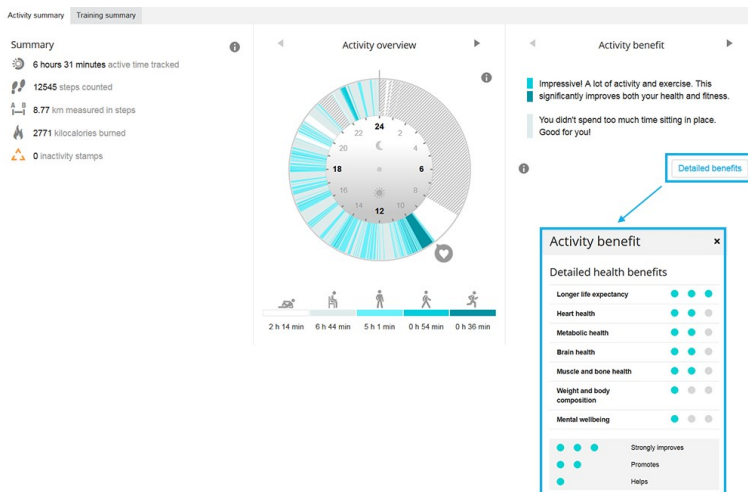 Activity summary
Training summary
Summary
6 hours 31 minutes active time tracked
12545 steps counted
A B
8.77 km measured in steps
2771 kilocalories burned
0 inactivity stamps
Activity overview
24
2
4
6
8
10
12
14
16
18
20
22
2 h 14 min
6 h 44 min
5 h 1 min
0 h 54 min
0 h 36 min
Activity benefit
Impressive! A lot of activity and exercise. This
significantly improves both your health and fitness.
You didn't spend too much time sitting in place.
Good for you!
Detailed benefits
Activity benefit
×
Detailed health benefits
Longer life expectancy
Heart health
Metabolic health
Brain health
Muscle and bone health
Weight and body
composition
Mental wellbeing
Strongly improves
Promotes
Helps